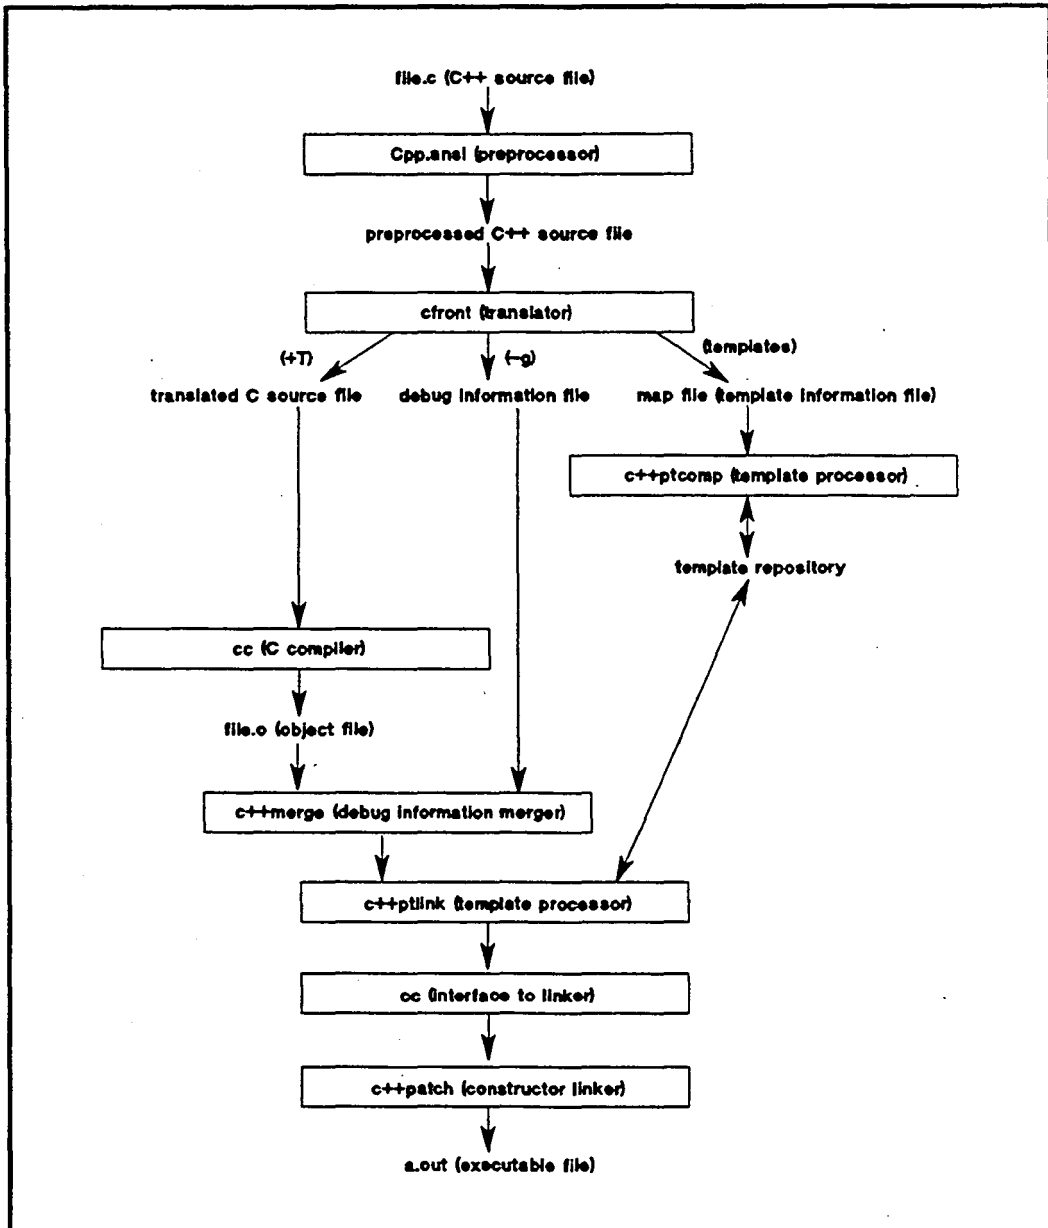 file.c (C++ source file)
Cpp.ansi (preprocessor)
preprocessed C++ source file
cfront (translator)
(+T)
(-g)
(templates)
translated C source file
debug information file
map file (template information file)
c++ptcomp (template processor)
template repository
cc (C compiler)
file.o (object file)
c++merge (debug information merger)
c++ptlink (template processor)
cc (interface to linker)
c++patch (constructor linker)
a.out (executable file)